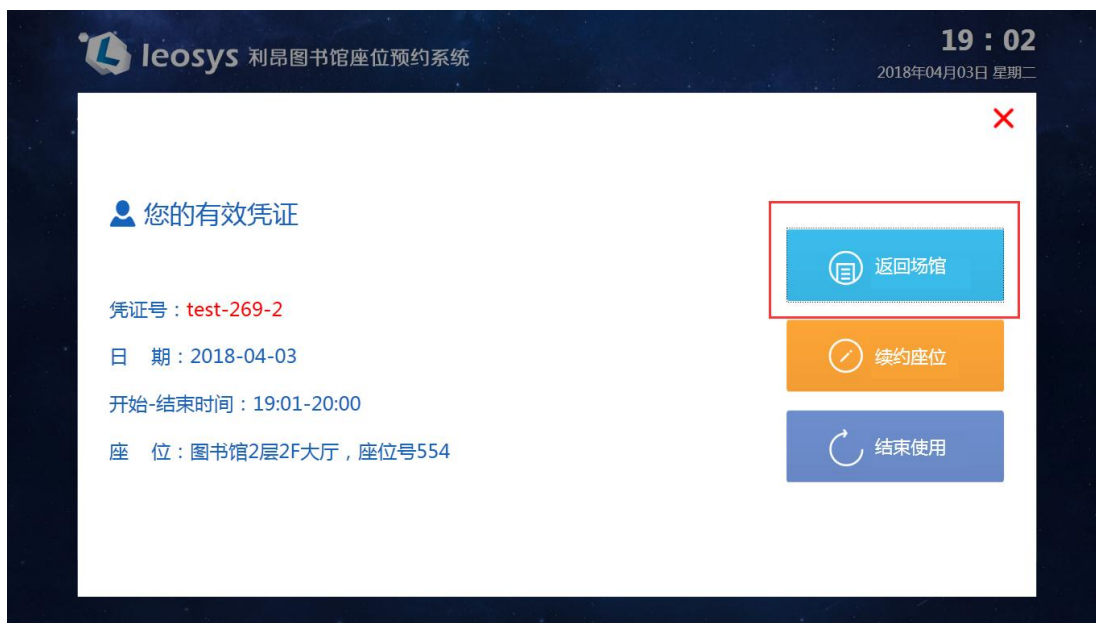 leosys 利昂图书馆座位预约系统
19：02
2018年04月03日 星期二
您的有效凭证
凭证号：test-269-2
日 期：2018-04-03
开始-结束时间：19:01-20:00
座 位：图书馆2层2F大厅，座位号554
返回场馆
续约座位
结束使用